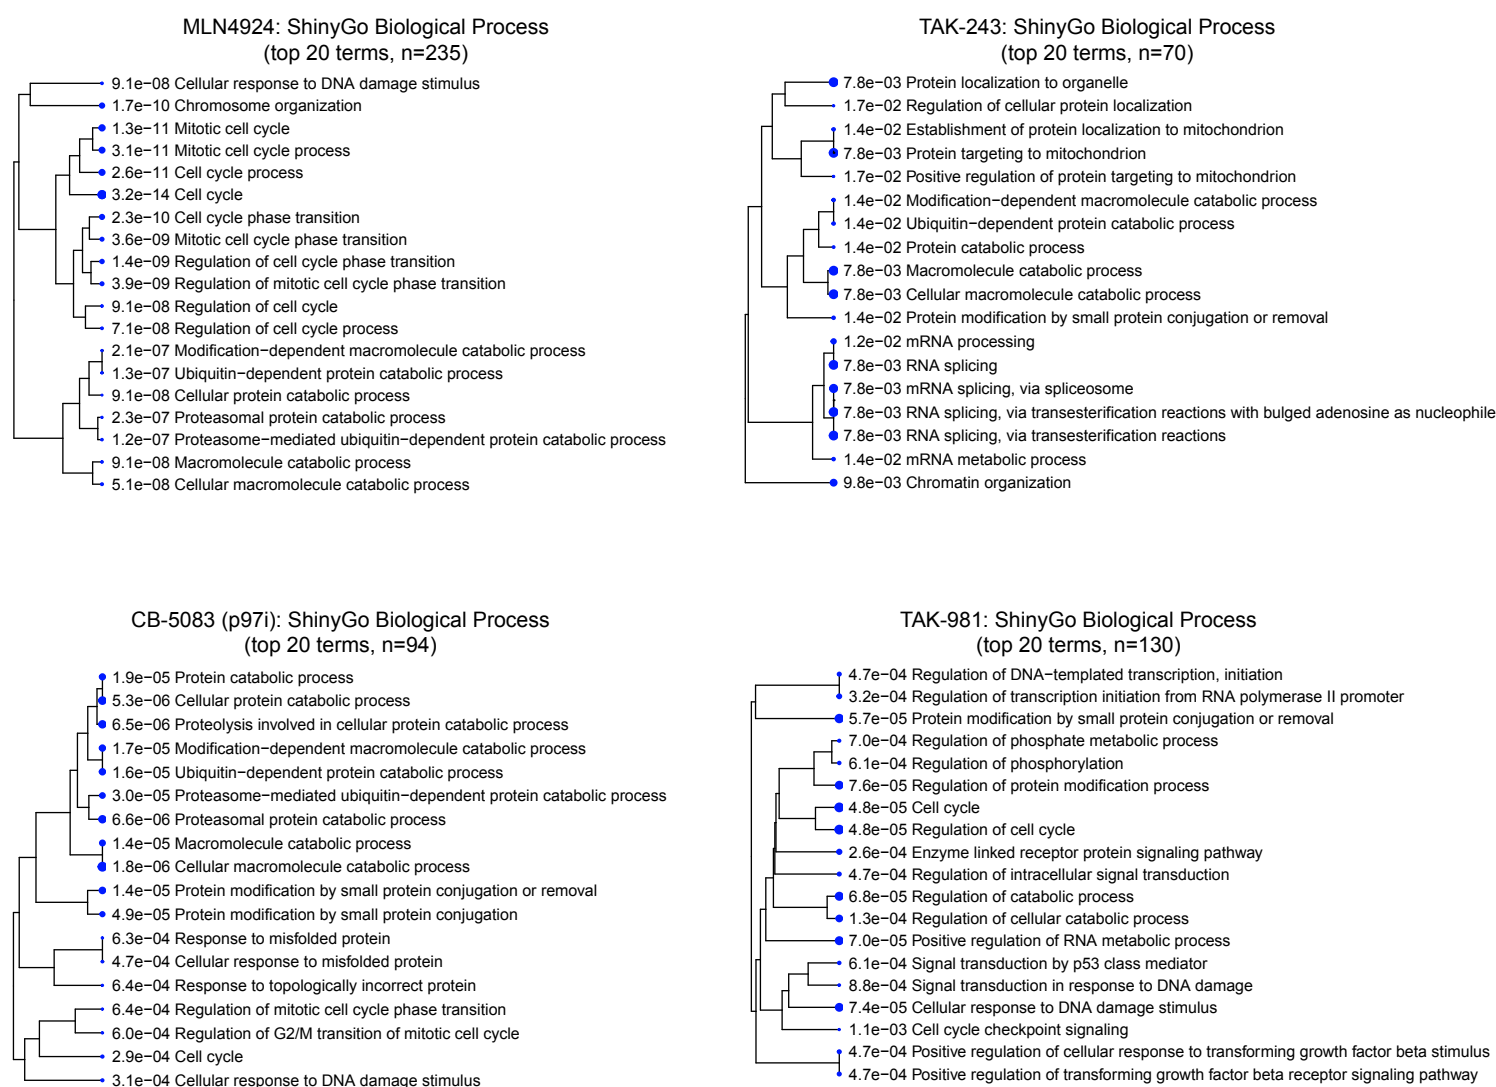 MLN4924: ShinyGo Biological Process
(top 20 terms, n=235)
9.1e−08 Cellular response to DNA damage stimulus
1.7e−10 Chromosome organization
1.3e−11 Mitotic cell cycle
3.1e−11 Mitotic cell cycle process
2.6e−11 Cell cycle process
3.2e−14 Cell cycle
2.3e−10 Cell cycle phase transition
3.6e−09 Mitotic cell cycle phase transition
1.4e−09 Regulation of cell cycle phase transition
3.9e−09 Regulation of mitotic cell cycle phase transition
9.1e−08 Regulation of cell cycle
7.1e−08 Regulation of cell cycle process
2.1e−07 Modification−dependent macromolecule catabolic process
1.3e−07 Ubiquitin−dependent protein catabolic process
9.1e−08 Cellular protein catabolic process
2.3e−07 Proteasomal protein catabolic process
1.2e−07 Proteasome−mediated ubiquitin−dependent protein catabolic process
9.1e−08 Macromolecule catabolic process
5.1e−08 Cellular macromolecule catabolic process
TAK-243: ShinyGo Biological Process
(top 20 terms, n=70)
7.8e−03 Protein localization to organelle
1.7e−02 Regulation of cellular protein localization
1.4e−02 Establishment of protein localization to mitochondrion
7.8e−03 Protein targeting to mitochondrion
1.7e−02 Positive regulation of protein targeting to mitochondrion
1.4e−02 Modification−dependent macromolecule catabolic process
1.4e−02 Ubiquitin−dependent protein catabolic process
1.4e−02 Protein catabolic process
7.8e−03 Macromolecule catabolic process
7.8e−03 Cellular macromolecule catabolic process
1.4e−02 Protein modification by small protein conjugation or removal
1.2e−02 mRNA processing
7.8e−03 RNA splicing
7.8e−03 mRNA splicing, via spliceosome
7.8e−03 RNA splicing, via transesterification reactions with bulged adenosine as nucleophile
7.8e−03 RNA splicing, via transesterification reactions
1.4e−02 mRNA metabolic process
9.8e−03 Chromatin organization
CB-5083 (p97i): ShinyGo Biological Process
(top 20 terms, n=94)
1.9e−05 Protein catabolic process
5.3e−06 Cellular protein catabolic process
6.5e−06 Proteolysis involved in cellular protein catabolic process
1.7e−05 Modification−dependent macromolecule catabolic process
1.6e−05 Ubiquitin−dependent protein catabolic process
3.0e−05 Proteasome−mediated ubiquitin−dependent protein catabolic process
6.6e−06 Proteasomal protein catabolic process
1.4e−05 Macromolecule catabolic process
1.8e−06 Cellular macromolecule catabolic process
1.4e−05 Protein modification by small protein conjugation or removal
4.9e−05 Protein modification by small protein conjugation
6.3e−04 Response to misfolded protein
4.7e−04 Cellular response to misfolded protein
6.4e−04 Response to topologically incorrect protein
6.4e−04 Regulation of mitotic cell cycle phase transition
6.0e−04 Regulation of G2/M transition of mitotic cell cycle
2.9e−04 Cell cycle
3.1e−04 Cellular response to DNA damage stimulus
TAK-981: ShinyGo Biological Process
(top 20 terms, n=130)
4.7e−04 Regulation of DNA−templated transcription, initiation
3.2e−04 Regulation of transcription initiation from RNA polymerase II promoter
5.7e−05 Protein modification by small protein conjugation or removal
7.0e−04 Regulation of phosphate metabolic process
6.1e−04 Regulation of phosphorylation
7.6e−05 Regulation of protein modification process
4.8e−05 Cell cycle
4.8e−05 Regulation of cell cycle
2.6e−04 Enzyme linked receptor protein signaling pathway
4.7e−04 Regulation of intracellular signal transduction
6.8e−05 Regulation of catabolic process
1.3e−04 Regulation of cellular catabolic process
7.0e−05 Positive regulation of RNA metabolic process
6.1e−04 Signal transduction by p53 class mediator
8.8e−04 Signal transduction in response to DNA damage
7.4e−05 Cellular response to DNA damage stimulus
1.1e−03 Cell cycle checkpoint signaling
4.7e−04 Positive regulation of cellular response to transforming growth factor beta stimulus
4.7e−04 Positive regulation of transforming growth factor beta receptor signaling pathway